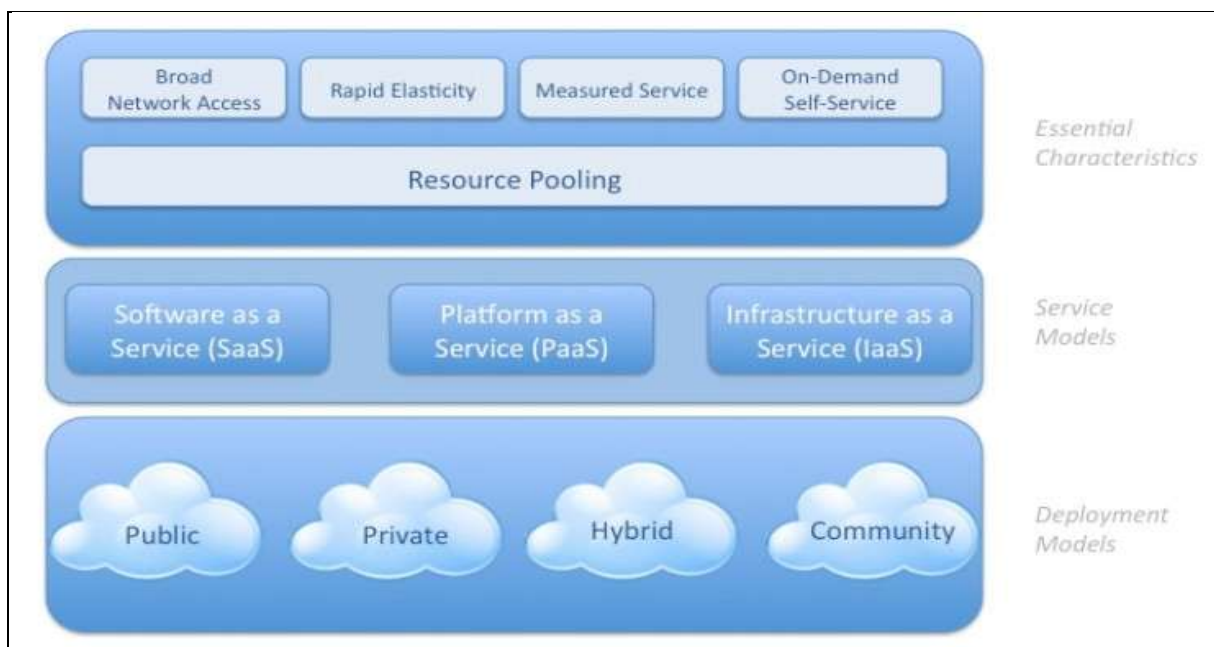 Broad
Network Access
Rapid Elasticity
Measured Service
On-Demand
Self-Service
Resource Pooling
Essential
Characteristics
Software as a
Service (SaaS)
Platform as a
Service (PaaS)
Infrastructure as a
Service (IaaS)
Service
Models
Public
Private
Hybrid
Community
Deployment
Models